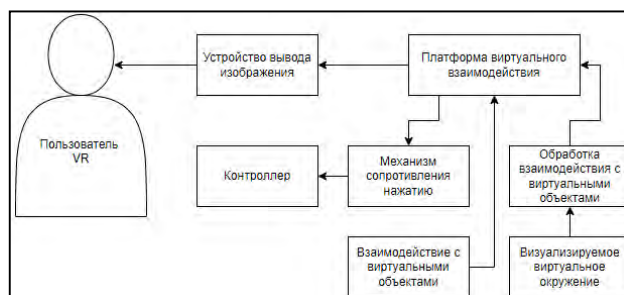 Устройство вывода
изображения
Платформа виртуального
взаимодействия
Пользователь
VR
Контроллер
Механизм
сопротивления
нажатию
Обработка
взаимодействия с
виртуальными
объектами
Взаимодействие с
виртуальными
объектами
Визуализируемое
виртуальное
окружение